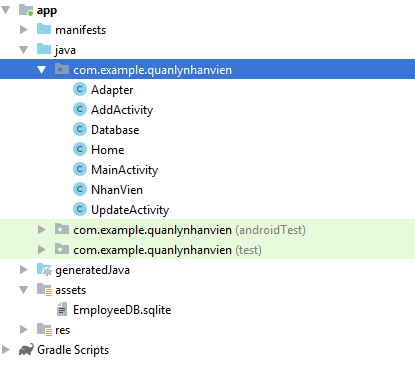 app
manifests
java
com.example.quanlynhanvien
C Adapter
C AddActivity
C Database
C Home
C MainActivity
C NhanVien
C UpdateActivity
com.example.quanlynhanvien (androidTest)
com.example.quanlynhanvien (test)
generatedJava
assets
EmployeeDB.sqlite
res
Gradle Scripts